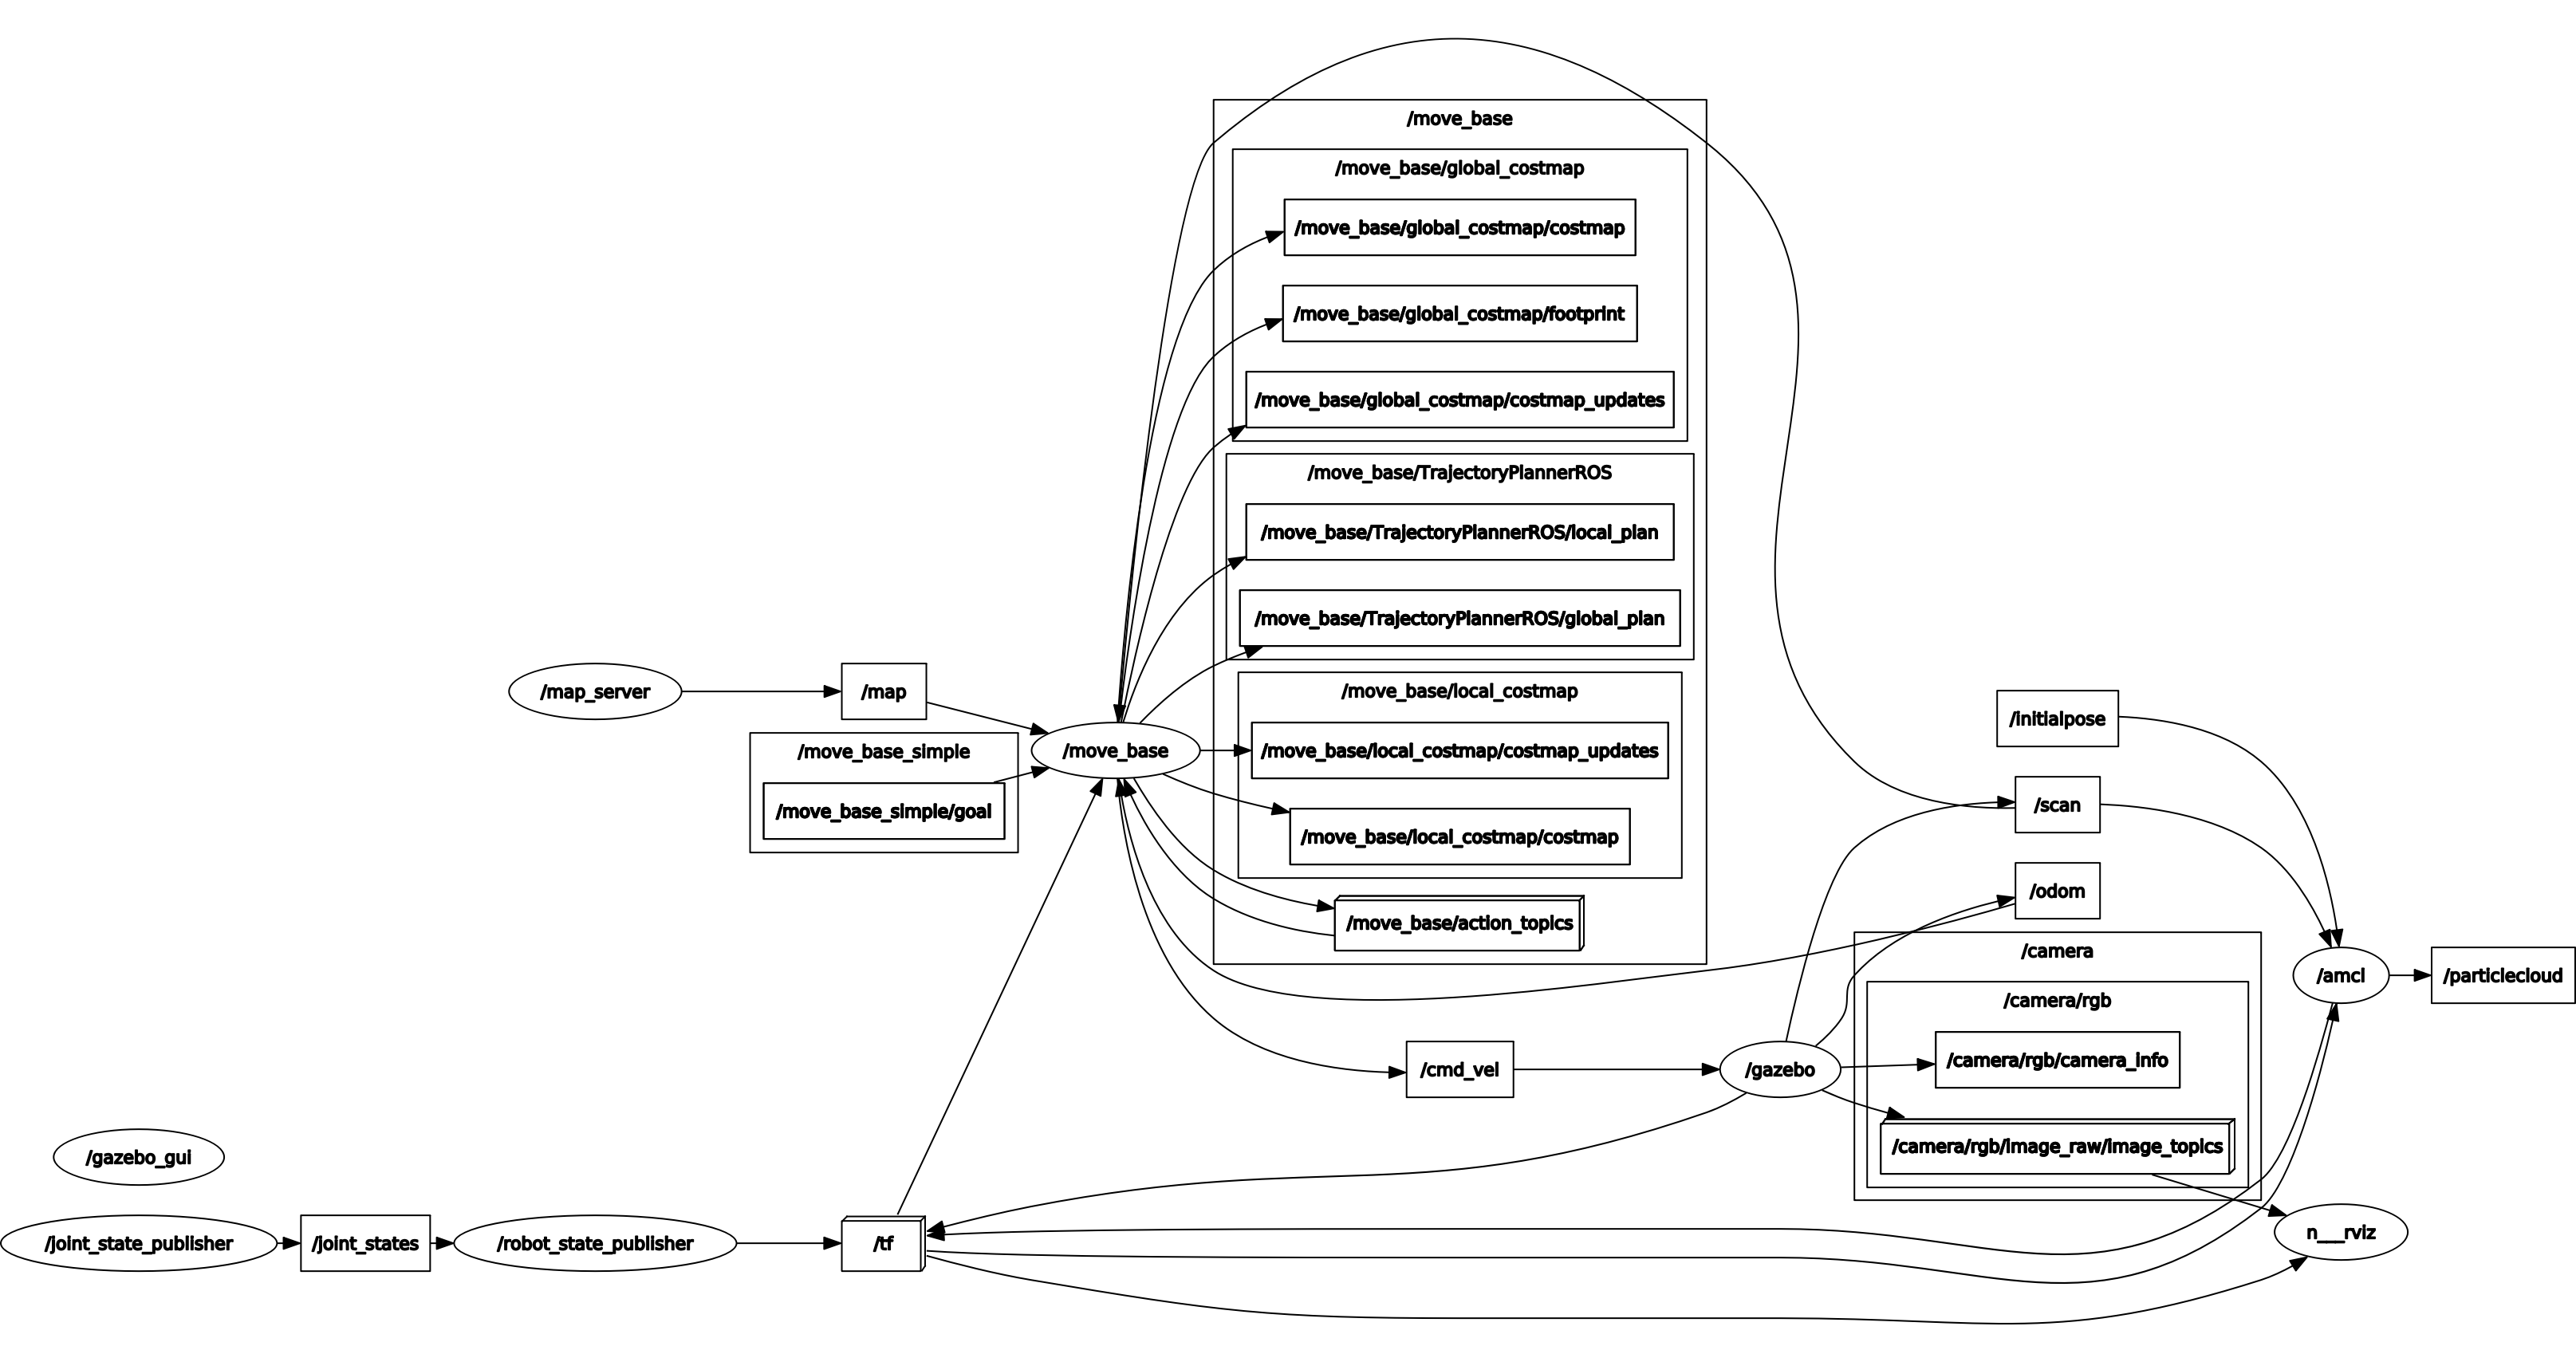 /move_base
/move_base/global_costmap
/move_base/global_costmap/costmap
/move_base/global_costmap/footprint
/move_base/global_costmap/costmap_updates
/move_base/TrajectoryPlannerROS
/move_base/TrajectoryPlannerROS/local_plan
/move_base/TrajectoryPlannerROS/global_plan
/move_base/local_costmap
/move_base/local_costmap/costmap_updates
/move_base/local_costmap/costmap
/move_base/action_topics
/map_server
/map
/move_base_simple
/move_base_simple/goal
/move_base
/initialpose
/scan
/odom
/camera
/camera/rgb
/camera/rgb/camera_info
/camera/rgb/image_raw/image_topics
/amcl
/particlecloud
/cmd_vel
/gazebo
/gazebo_gui
/joint_state_publisher
/joint_states
/robot_state_publisher
/tf
n___rviz